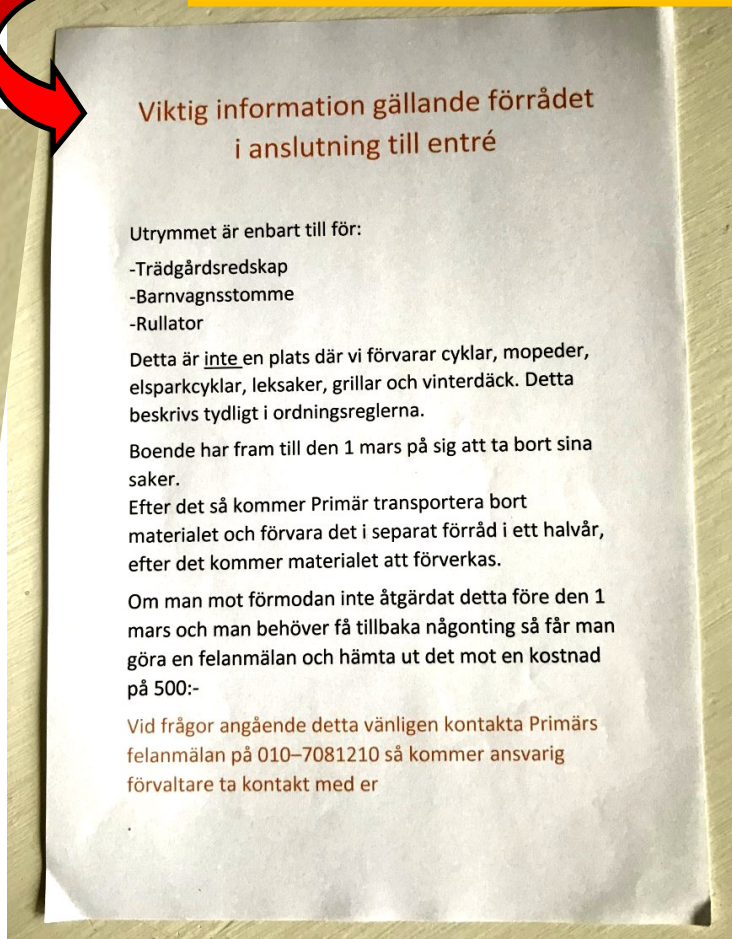 Viktig information gällande förrådet
i anslutning till entré
Utrymmet är enbart till för:
-Trädgårdsredskap
-Barnvagnsstomme
-Rullator
Detta är inte en plats där vi förvarar cyklar, mopeder,
elsparkcyklar, leksaker, grillar och vinterdäck. Detta
beskrivs tydligt i ordningsreglerna.
Boende har fram till den 1 mars på sig att ta bort sina
saker.
Efter det så kommer Primär transportera bort
materialet och förvara det i separat förråd i ett halvår,
efter det kommer materialet att förverkas.
Om man mot förmodan inte åtgärdat detta före den 1
mars och man behöver få tillbaka någonting så får man
göra en felanmälan och hämta ut det mot en kostnad
på 500:-
Vid frågor angående detta vänligen kontakta Primärs
felanmälan på 010–7081210 så kommer ansvarig
förvaltare ta kontakt med er